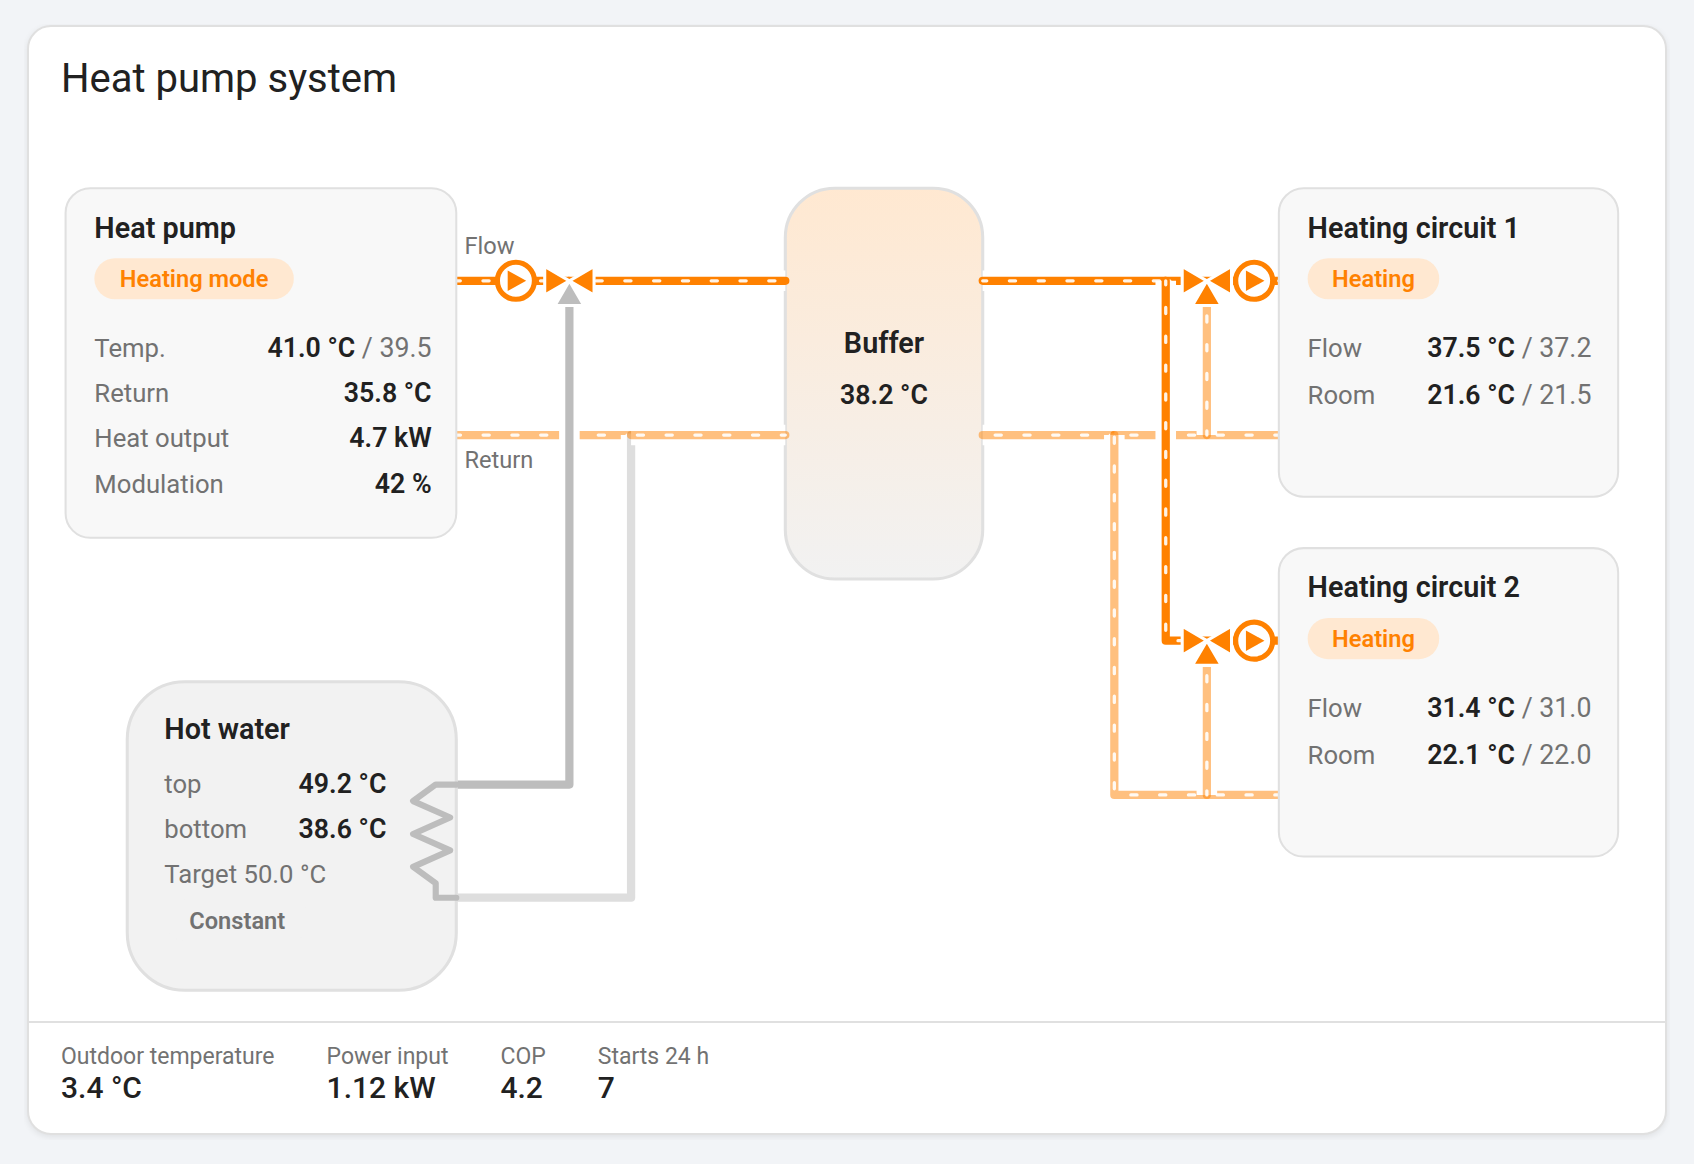 Heat pump system
Heat pump
Heating mode
Temp. 41.0 °C / 39.5
Return 35.8 °C
Heat output 4.7 kW
Modulation 42 %
Flow
Return
Buffer
38.2 °C
Heating circuit 1
Heating
Flow 37.5 °C / 37.2
Room 21.6 °C / 21.5
Heating circuit 2
Heating
Flow 31.4 °C / 31.0
Room 22.1 °C / 22.0
Hot water
top 49.2 °C
bottom 38.6 °C
Target 50.0 °C
Constant
Outdoor temperature
3.4 °C
Power input
1.12 kW
COP
4.2
Starts 24 h
7